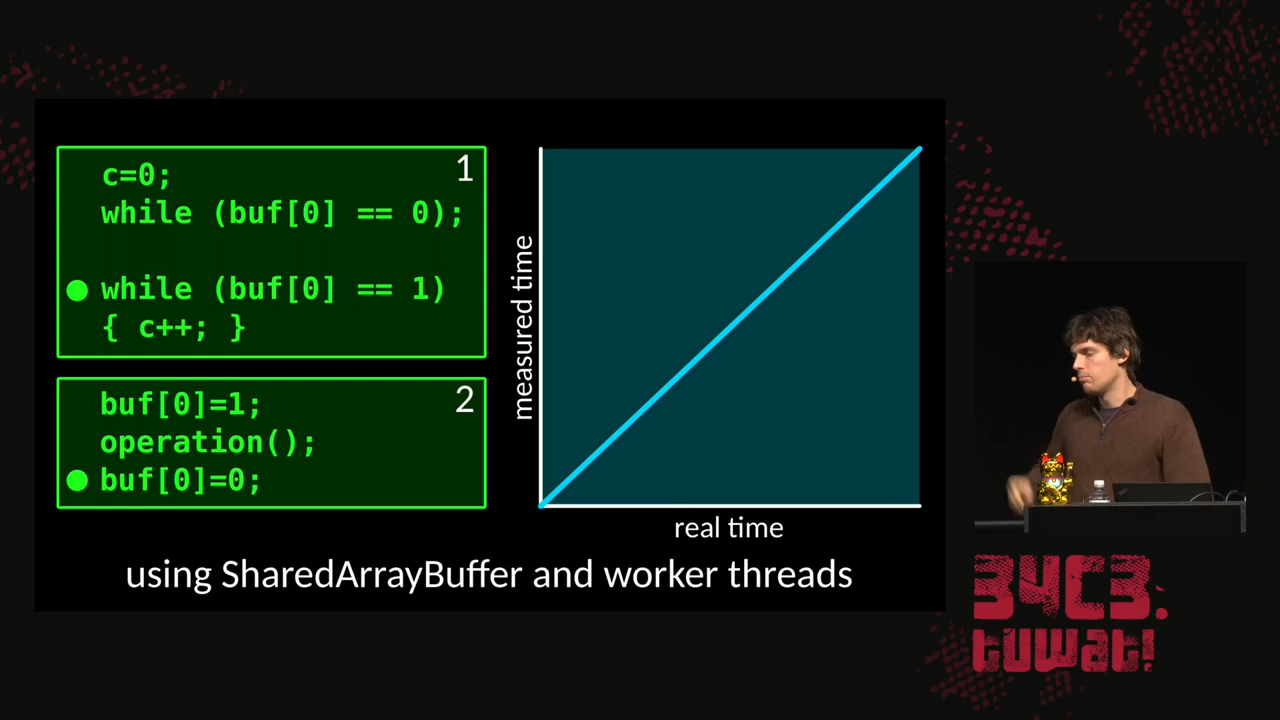 1
c=0;
while (buf[0] == 0);
while (buf[0] == 1)
{ c++; }
2
buf[0]=1;
operation();
buf[0]=0;
measured time
real time
using SharedArrayBuffer and worker threads
34C3.
tuwat!